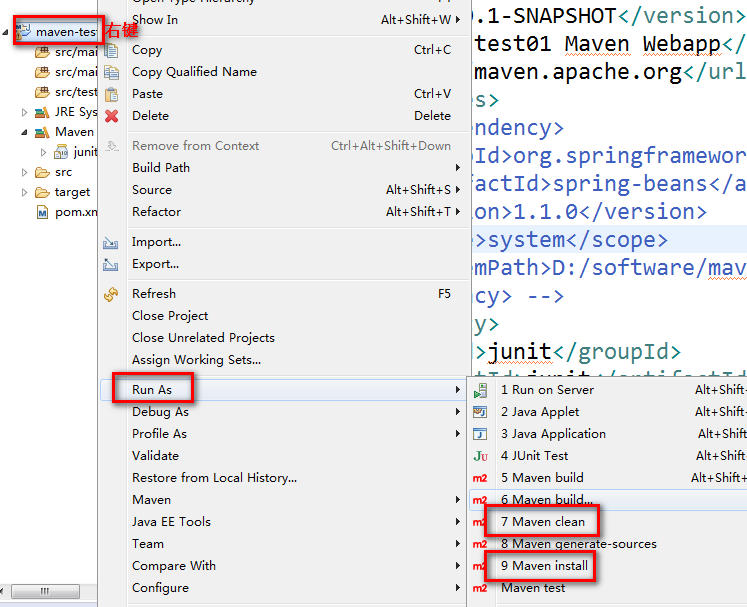 maven-test
右键
src/mai
src/mai
src/test
JRE Sys
Maven
junit
src
target
pom.xm
Show In Alt+Shift+W
Copy Ctrl+C
Copy Qualified Name
Paste Ctrl+V
Delete Delete
Remove from Context Ctrl+Alt+Shift+Down
Build Path
Source Alt+Shift+S
Refactor Alt+Shift+T
Import...
Export...
Refresh F5
Close Project
Close Unrelated Projects
Assign Working Sets...
Run As
Debug As
Profile As
Validate
Restore from Local History...
Maven
Java EE Tools
Team
Compare With
Configure
.1-SNAPSHOT</version>
test01 Maven Webapp</
/maven.apache.org</url
es>
endency>
pId>org.springframewor
factId>spring-beans</a
ion>1.1.0</version>
e>system</scope>
emPath>D:/software/mav
cy> -->
y>
>junit</groupId>
1 Run on Server Alt+Shift+
2 Java Applet Alt+Shift+
3 Java Application Alt+Shift
4 JUnit Test Alt+Shift+
5 Maven build Alt+Shift+
6 Maven build...
7 Maven clean
8 Maven generate-sources
9 Maven install
Maven test